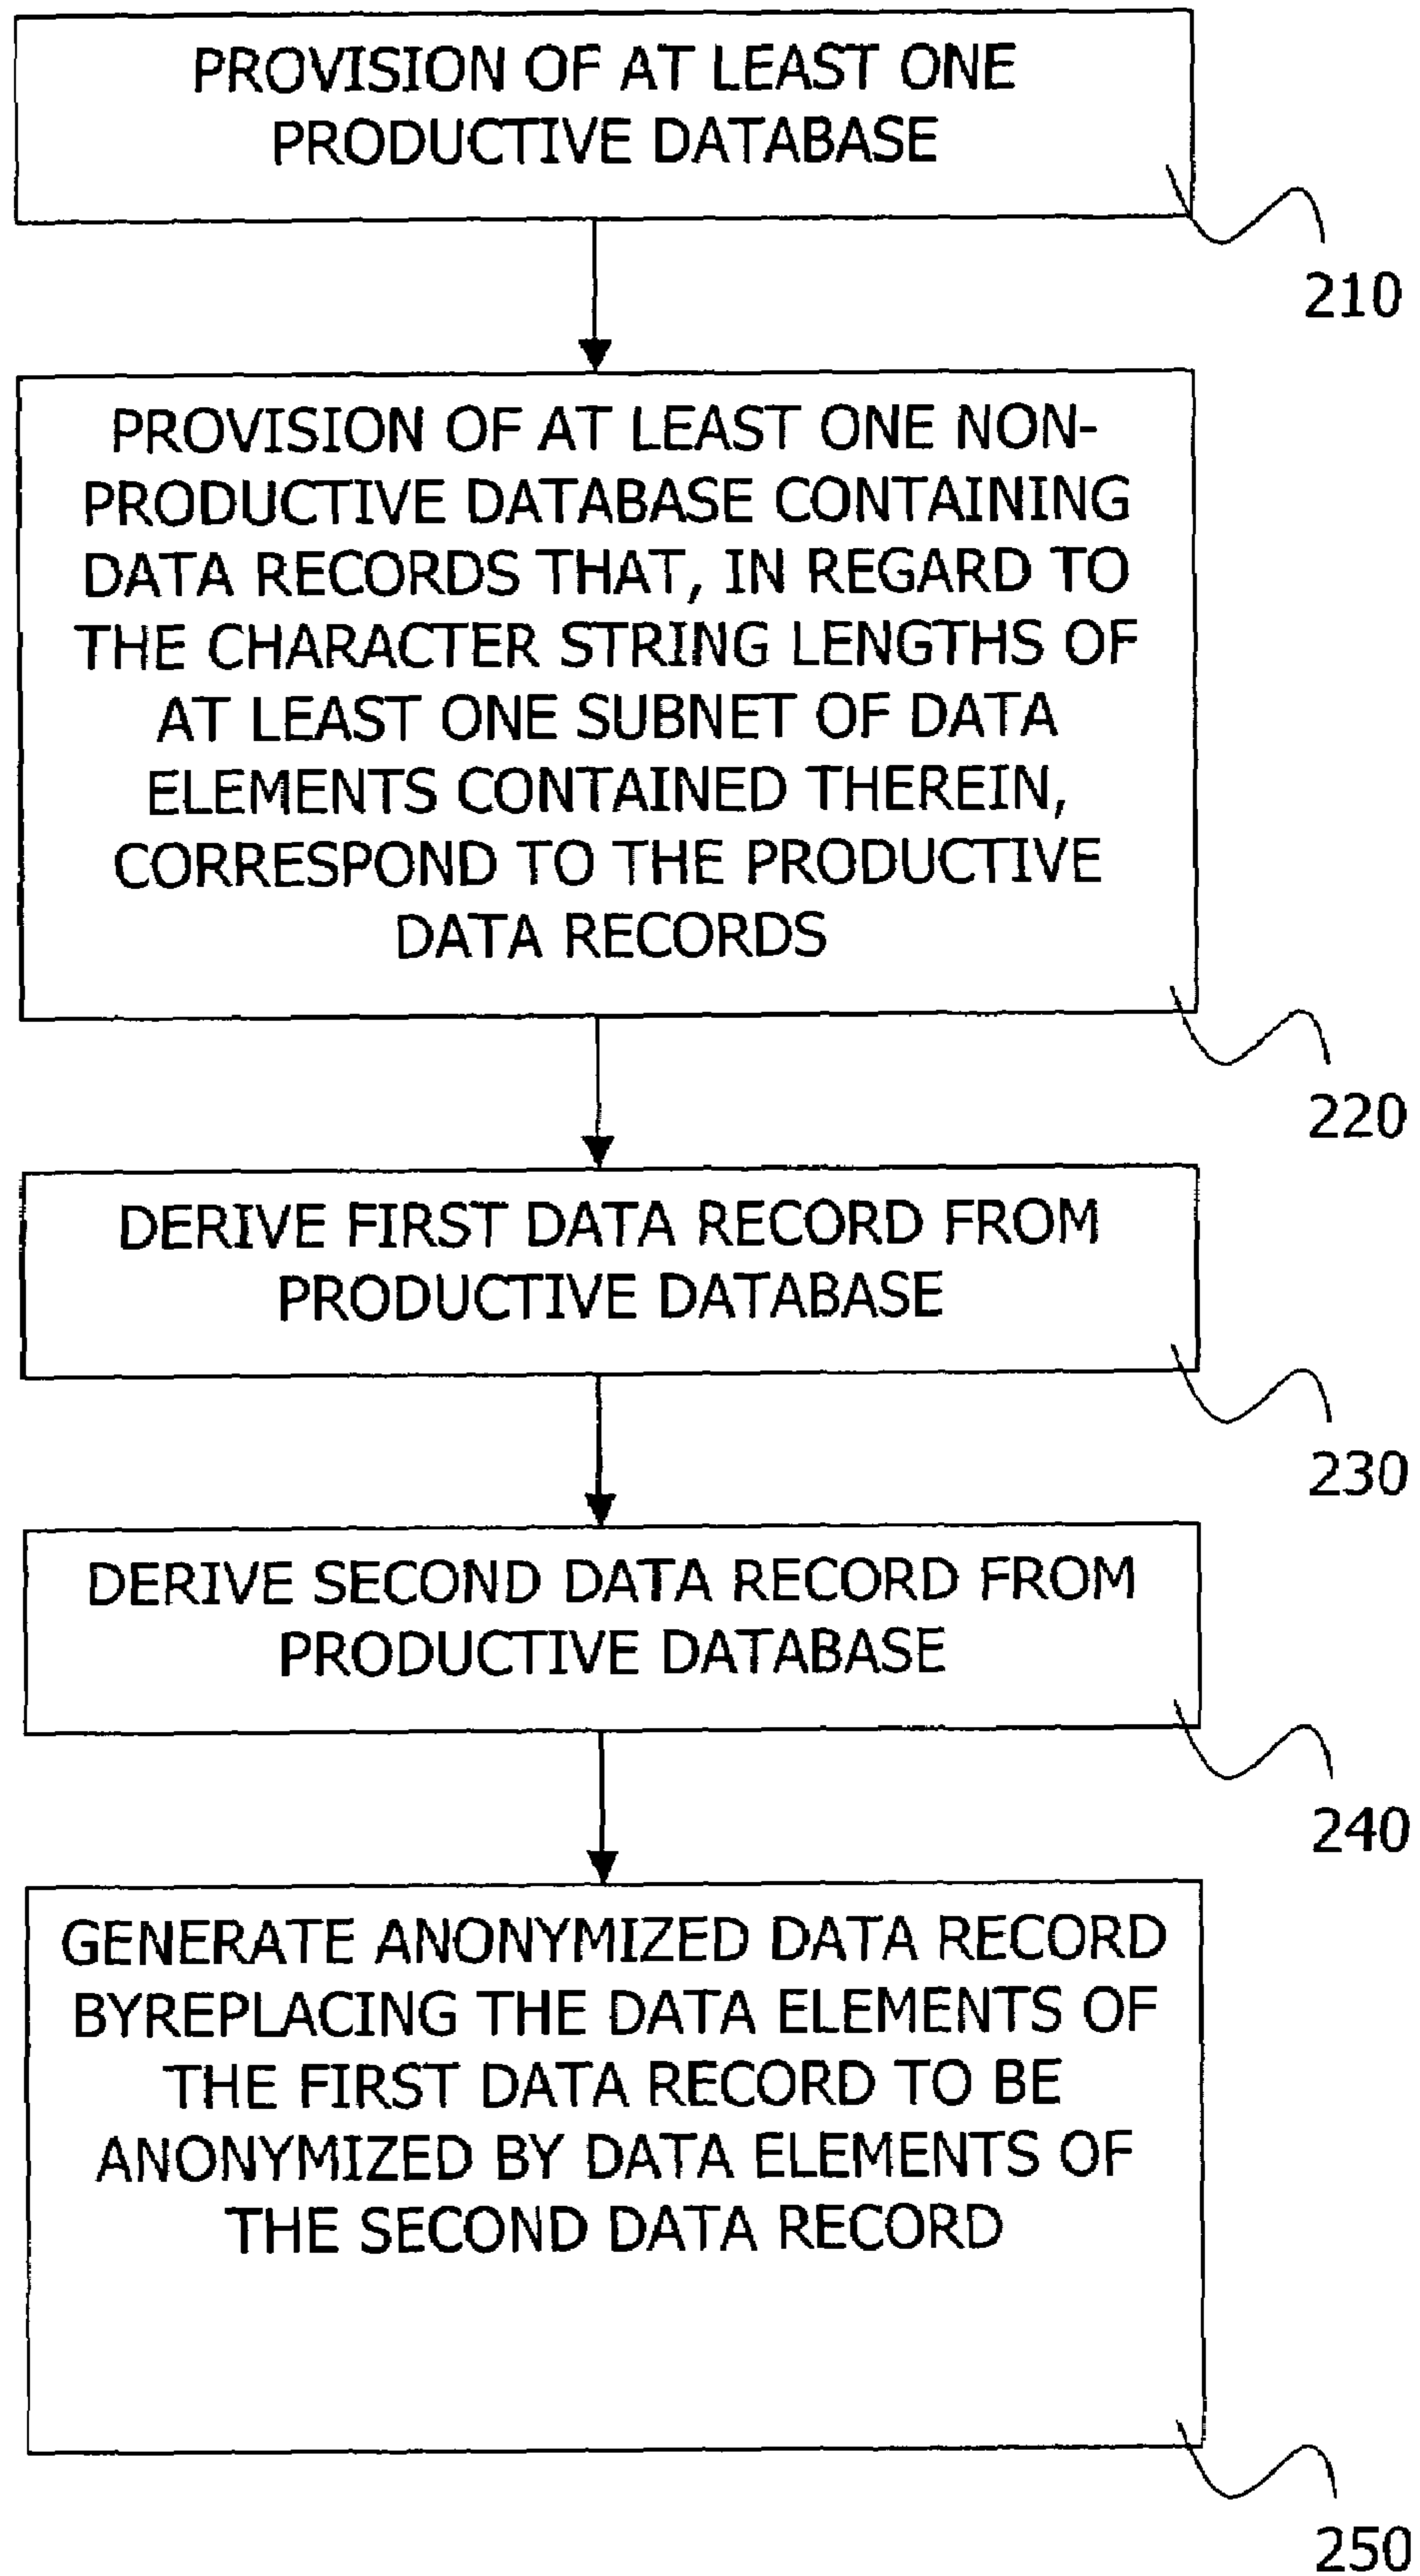 PROVISION OF AT LEAST ONE
PRODUCTIVE DATABASE
210
PROVISION OF AT LEAST ONE NON-
PRODUCTIVE DATABASE CONTAINING
DATA RECORDS THAT, IN REGARD TO
THE CHARACTER STRING LENGTHS OF
AT LEAST ONE SUBNET OF DATA
ELEMENTS CONTAINED THEREIN,
CORRESPOND TO THE PRODUCTIVE
DATA RECORDS
220
DERIVE FIRST DATA RECORD FROM
PRODUCTIVE DATABASE
230
DERIVE SECOND DATA RECORD FROM
PRODUCTIVE DATABASE
240
GENERATE ANONYMIZED DATA RECORD
BYREPLACING THE DATA ELEMENTS OF
THE FIRST DATA RECORD TO BE
ANONYMIZED BY DATA ELEMENTS OF
THE SECOND DATA RECORD
250